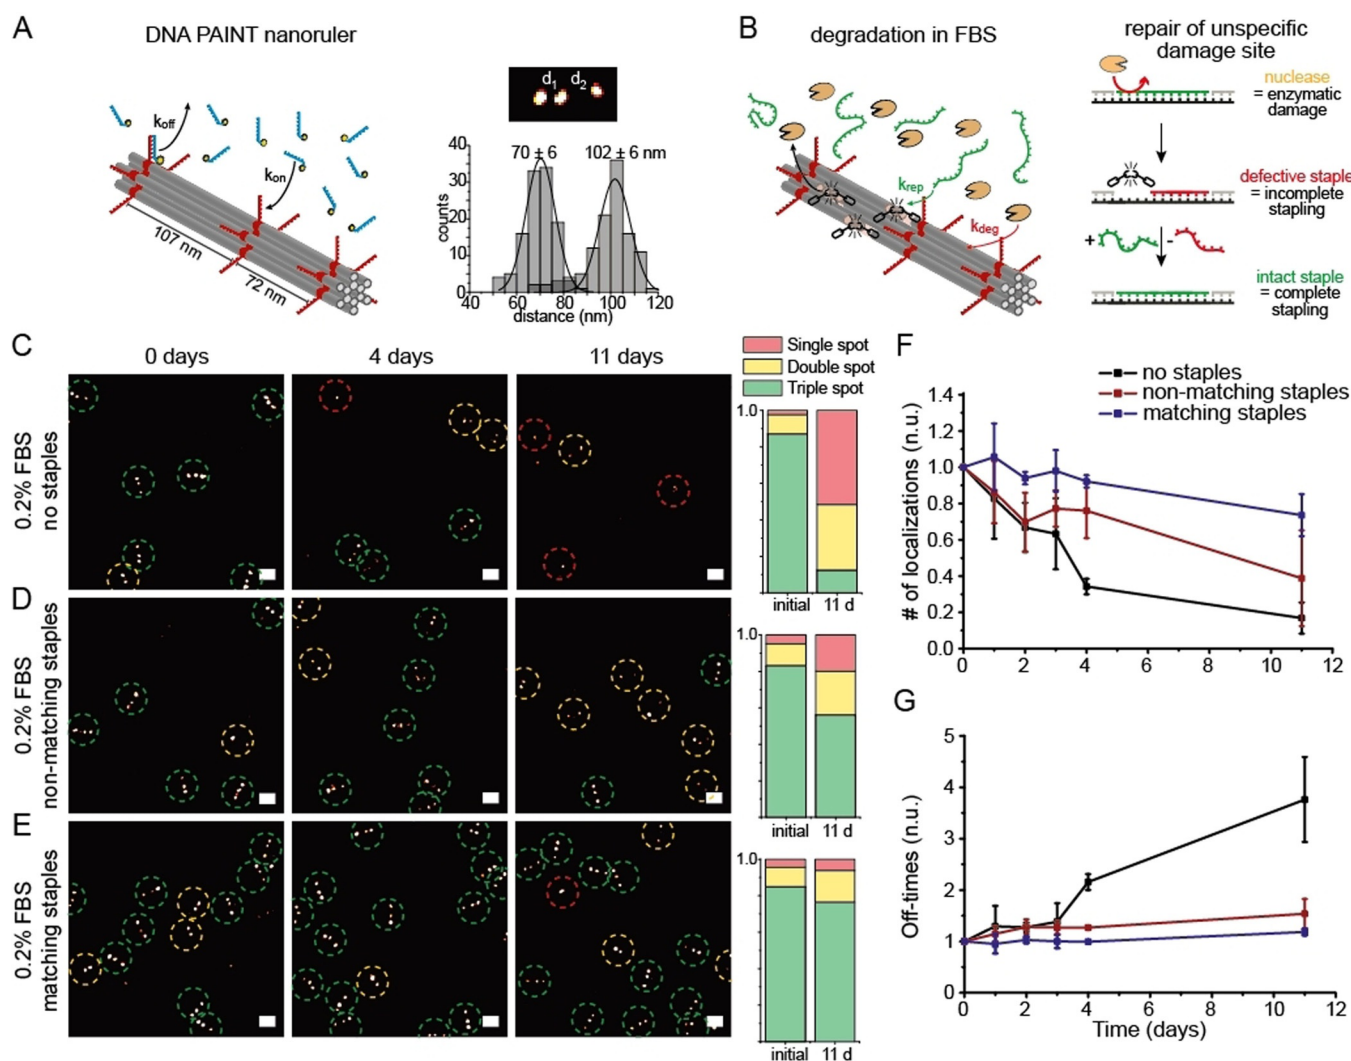 A
DNA PAINT nanoruler
koff
kon
107 nm
72 nm
d1 d2
70 ± 6 102 ± 6 nm
counts
40
30
20
10
0
40 60 80 100 120
distance (nm)
B
degradation in FBS
krep
kdeg
repair of unspecific
damage site
nuclease
= enzymatic
damage
defective staple
= incomplete
stapling
+ -
intact staple
= complete
stapling
C
0 days 4 days 11 days
0.2% FBS
no staples
Single spot
Double spot
Triple spot
1.0
initial 11 d
D
0.2% FBS
non-matching staples
1.0
initial 11 d
E
0.2% FBS
matching staples
1.0
initial 11 d
F
no staples
non-matching staples
matching staples
# of localizations (n.u.)
1.4
1.2
1.0
0.8
0.6
0.4
0.2
0.0
0 2 4 6 8 10 12
G
Off-times (n.u.)
5
4
3
2
1
0
0 2 4 6 8 10 12
Time (days)